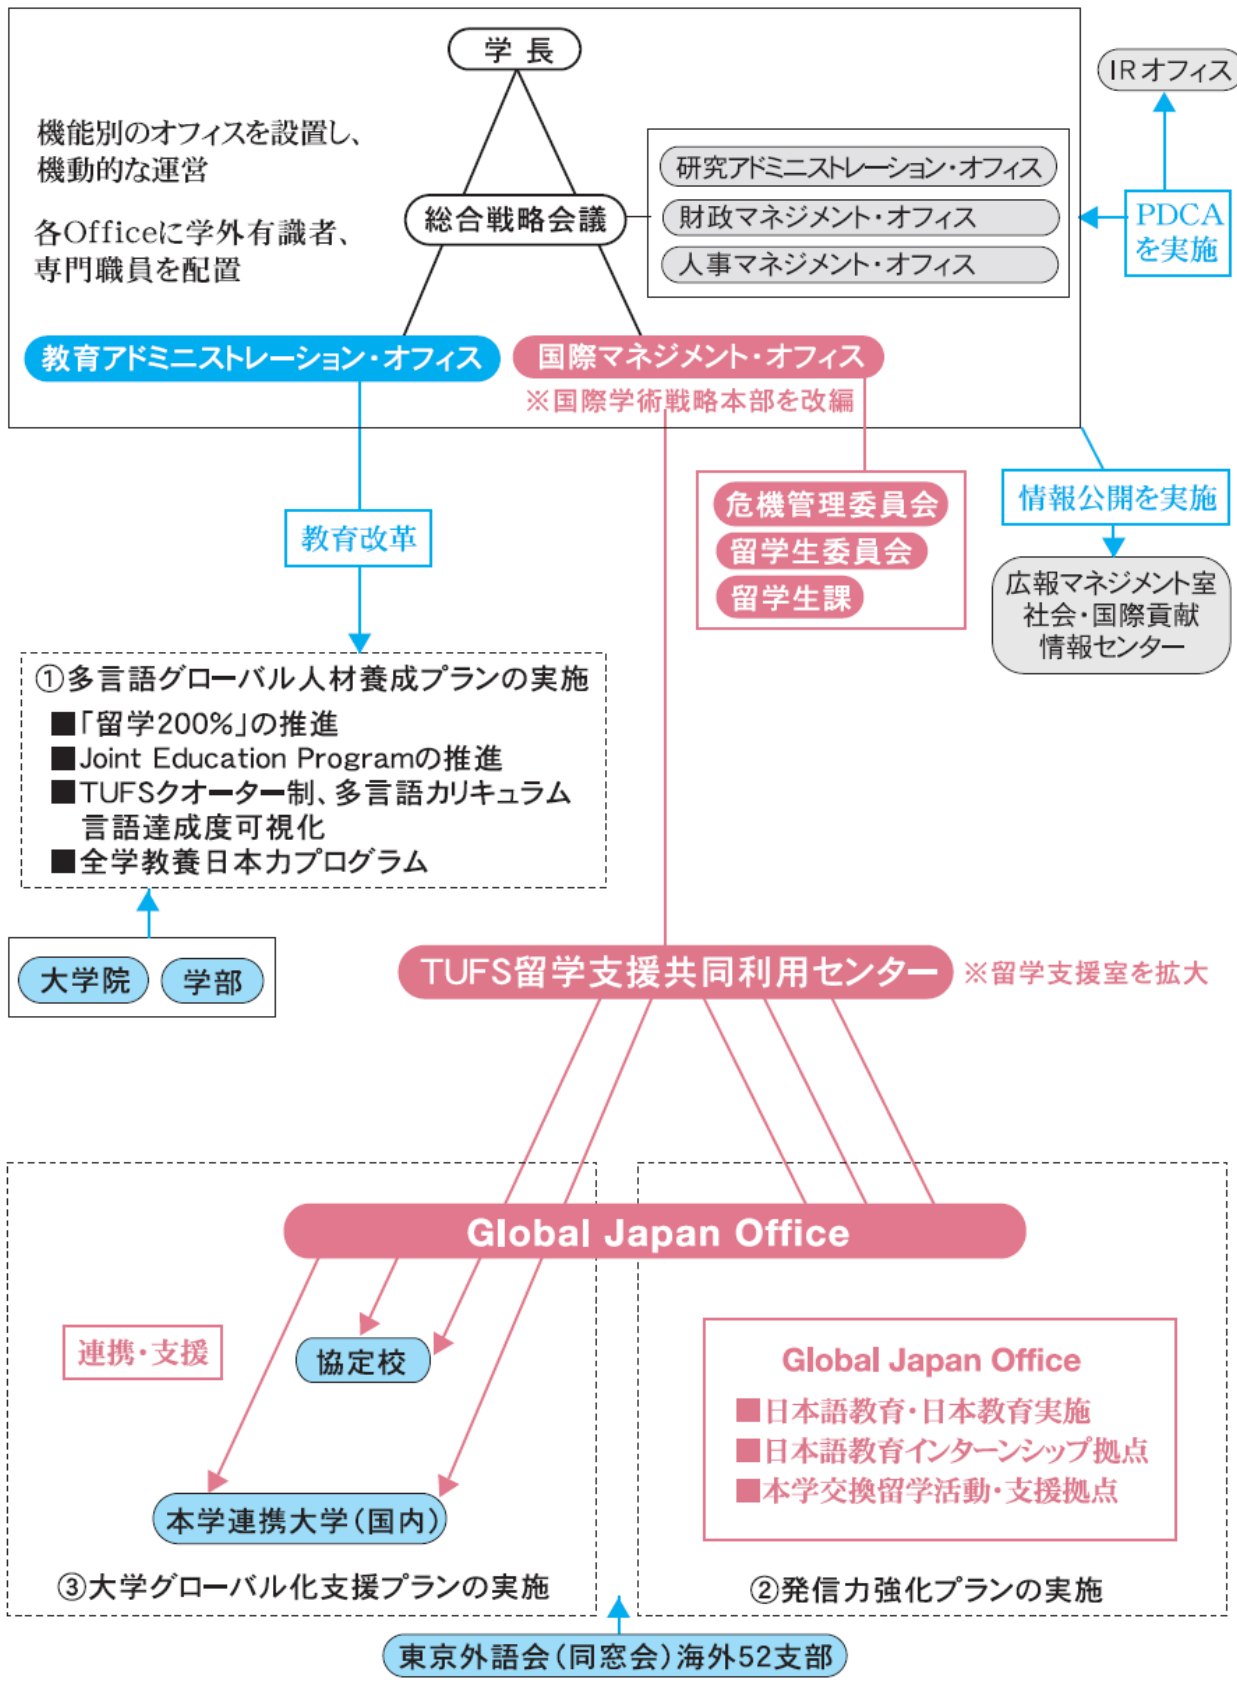 学長
IRオフィス
機能別のオフィスを設置し、
機動的な運営
各Officeに学外有識者、
専門職員を配置
総合戦略会議
研究アドミニストレーション・オフィス
財政マネジメント・オフィス
人事マネジメント・オフィス
PDCA
を実施
教育アドミニストレーション・オフィス
国際マネジメント・オフィス
※国際学術戦略本部を改編
教育改革
危機管理委員会
留学生委員会
留学生課
情報公開を実施
広報マネジメント室
社会・国際貢献
情報センター
①多言語グローバル人材養成プランの実施
■「留学200%」の推進
■Joint Education Programの推進
■TUFSクオーター制、多言語カリキュラム
言語達成度可視化
■全学教養日本力プログラム
大学院
学部
TUFS留学支援共同利用センター
※留学支援室を拡大
Global Japan Office
連携・支援
協定校
本学連携大学（国内）
③大学グローバル化支援プランの実施
Global Japan Office
■日本語教育・日本教育実施
■日本語教育インターンシップ拠点
■本学交換留学活動・支援拠点
②発信力強化プランの実施
東京外語会（同窓会）海外52支部